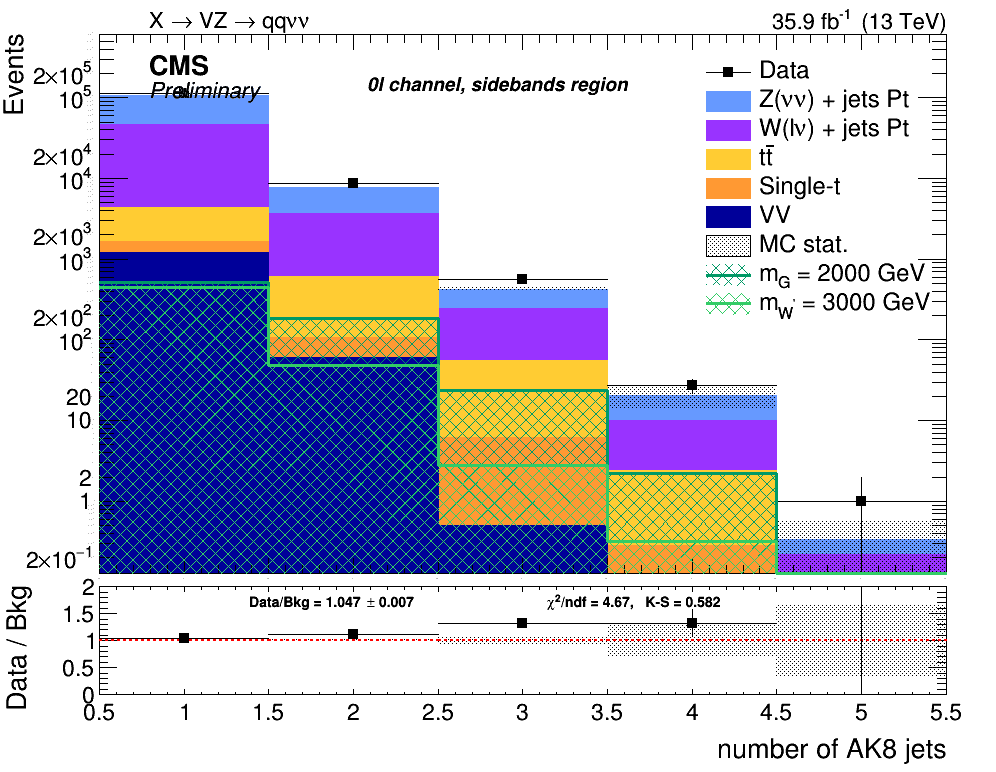 X → VZ → qqνν
35.9 fb⁻¹ (13 TeV)
Events
CMS
Preliminary
0l channel, sidebands region
Data
Z(νν) + jets Pt
W(lν) + jets Pt
tt̄
Single-t
VV
MC stat.
m_G = 2000 GeV
m_W' = 3000 GeV
2×10⁵
10⁵
2×10⁴
10⁴
2×10³
10³
2×10²
10²
20
10
2
1
2×10⁻¹
Data / Bkg
Data/Bkg = 1.047 ± 0.007
χ²/ndf = 4.67, K-S = 0.582
2
1.5
1
0.5
0
0.5 1 1.5 2 2.5 3 3.5 4 4.5 5 5.5
number of AK8 jets